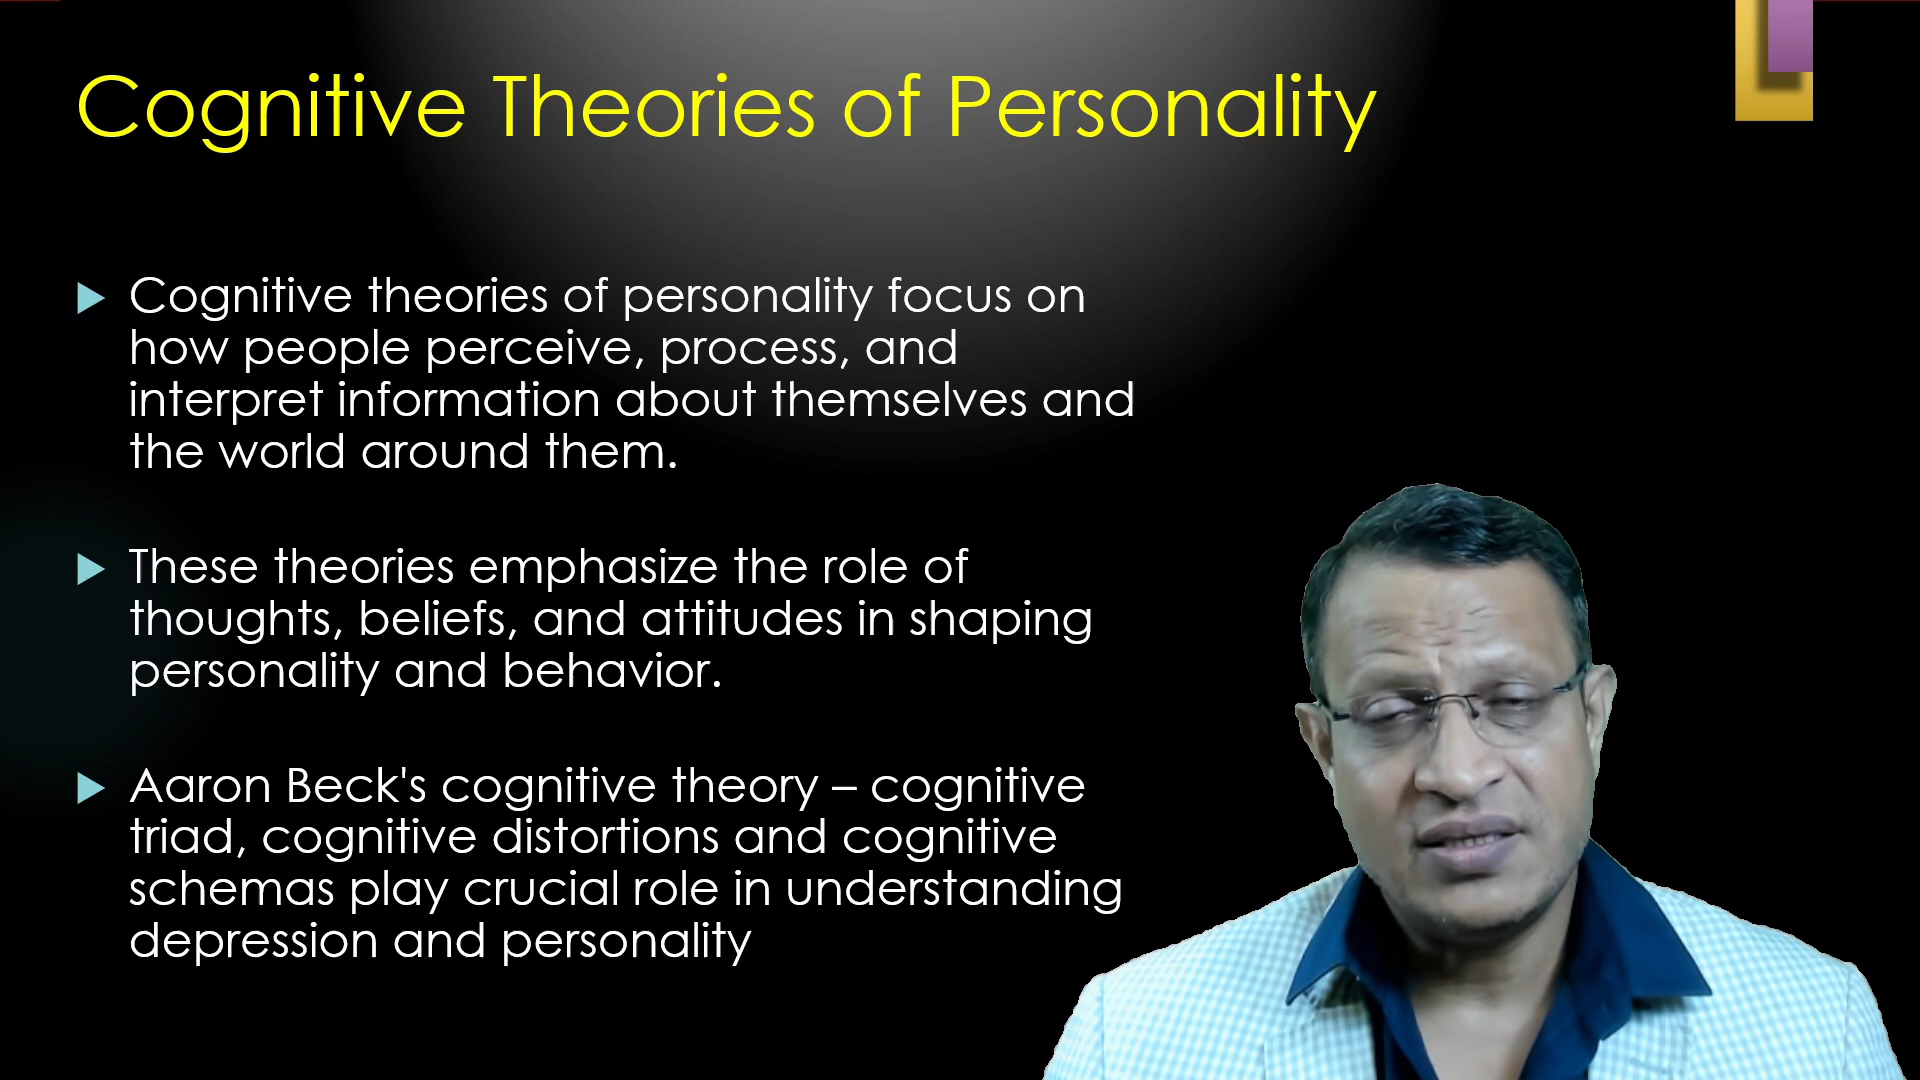 Cognitive Theories of Personality
Cognitive theories of personality focus on
how people perceive, process, and
interpret information about themselves and
the world around them.
These theories emphasize the role of
thoughts, beliefs, and attitudes in shaping
personality and behavior.
Aaron Beck's cognitive theory – cognitive
triad, cognitive distortions and cognitive
schemas play crucial role in understanding
depression and personality